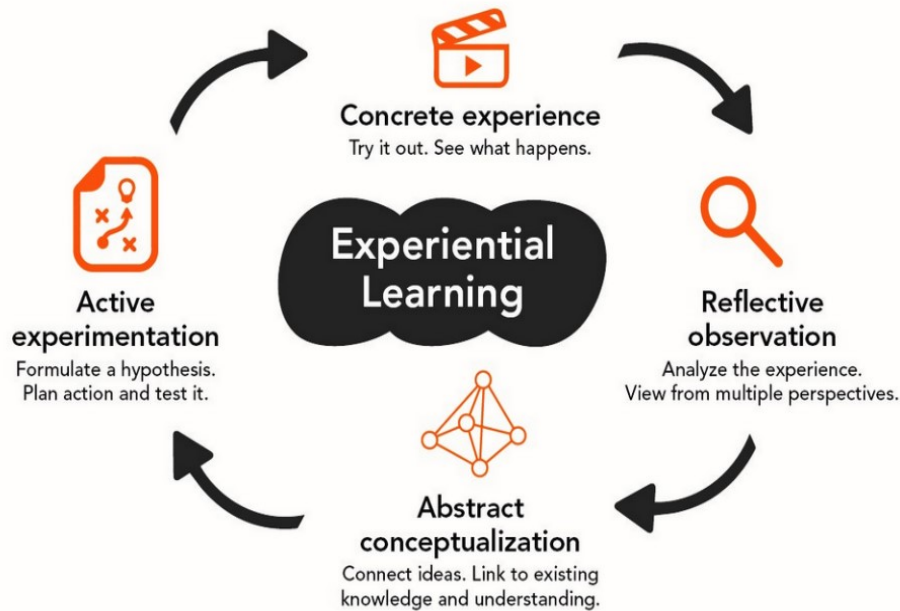 Concrete experience
Try it out. See what happens.
Experiential
Learning
Reflective
observation
Analyze the experience.
View from multiple perspectives.
Abstract
conceptualization
Connect ideas. Link to existing
knowledge and understanding.
Active
experimentation
Formulate a hypothesis.
Plan action and test it.